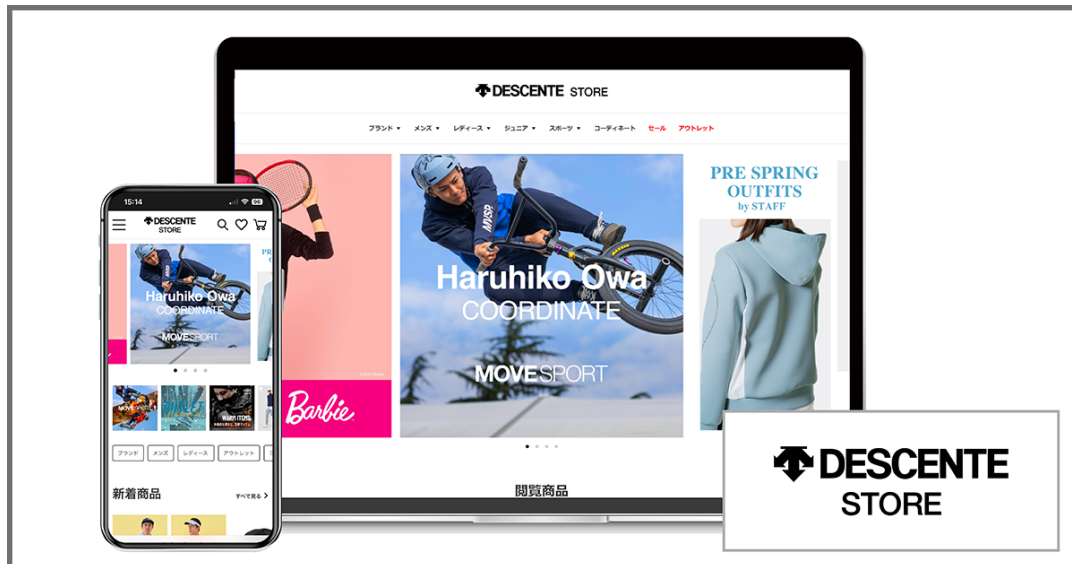 DESCENTE STORE
ブランド ▼ メンズ ▼ レディース ▼ ジュニア ▼ スポーツ ▼ コーディネート セール アウトレット
Barbie
MVSP
Haruhiko Owa
COORDINATE
MOVESPORT
PRE SPRING
OUTFITS
by STAFF
閲覧商品
15:14
DESCENTE
STORE
Haruhiko Owa
COORDINATE
MOVESPORT
WARM ITEMS
ブランド メンズ レディース アウトレット
新着商品 すべて見る
DESCENTE
STORE